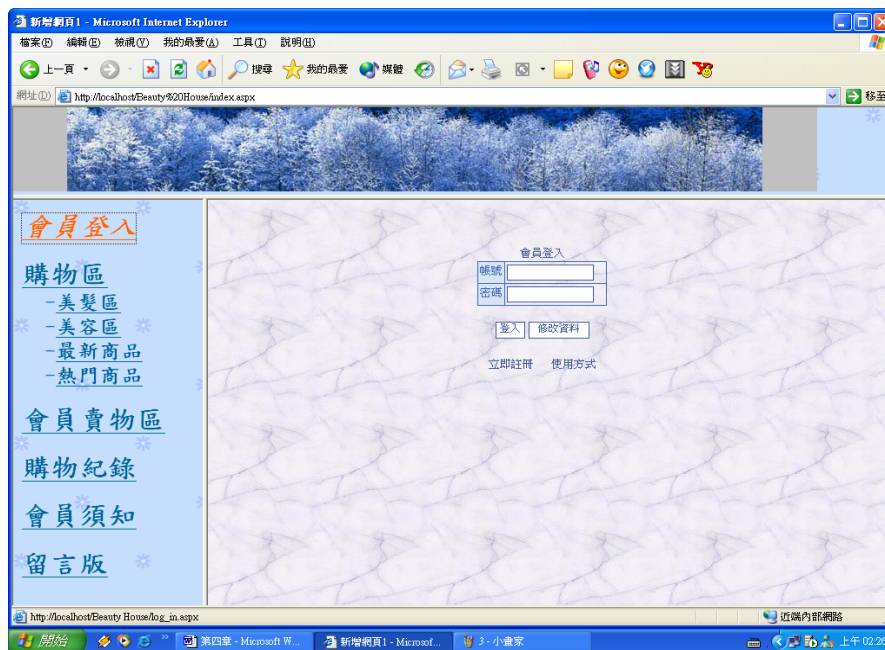 新增網頁1 - Microsoft Internet Explorer
檔案(F) 編輯(E) 檢視(V) 我的最愛(A) 工具(T) 說明(H)
上一頁 搜尋 我的最愛 媒體
網址(D) http://localhost/Beauty%20House/index.aspx 移至
會員登入
購物區
-美髮區
-美容區
-最新商品
-熱門商品
會員賣物區
購物紀錄
會員須知
留言版
會員登入
帳號
密碼
登入 修改資料
立即註冊 使用方式
http://localhost/Beauty House/log_in.aspx 近端內部網路
開始 第四章 - Microsoft W... 新增網頁1 - Microsof... 3 - 小畫家 上午 02:26